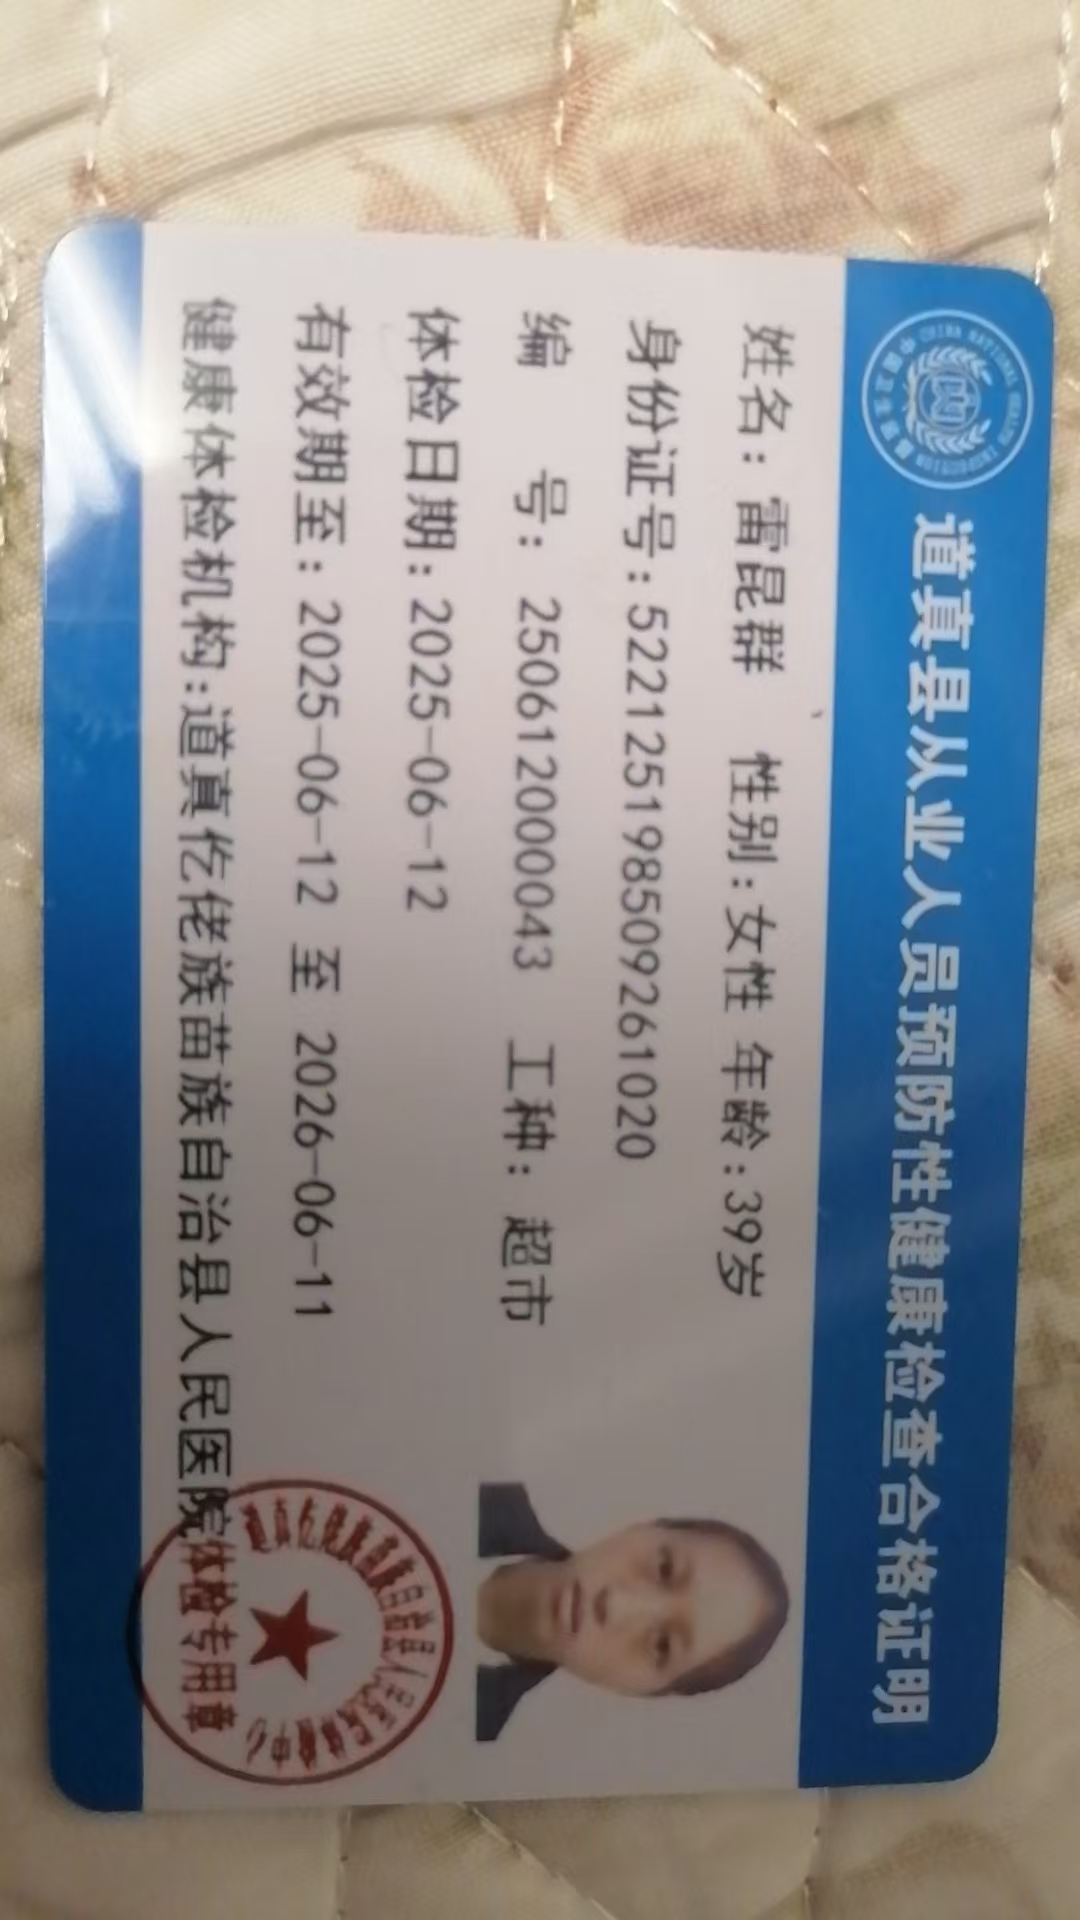 道真县从业人员预防性健康检查合格证明
姓名：雷昆群 性别：女性 年龄：39岁
身份证号：522125198509261020
编 号：25061200043 工种：超市
体检日期：2025-06-12
有效期至：2025-06-12 至 2026-06-11
健康体检机构：道真仡佬族苗族自治县人民医院
体检专用章